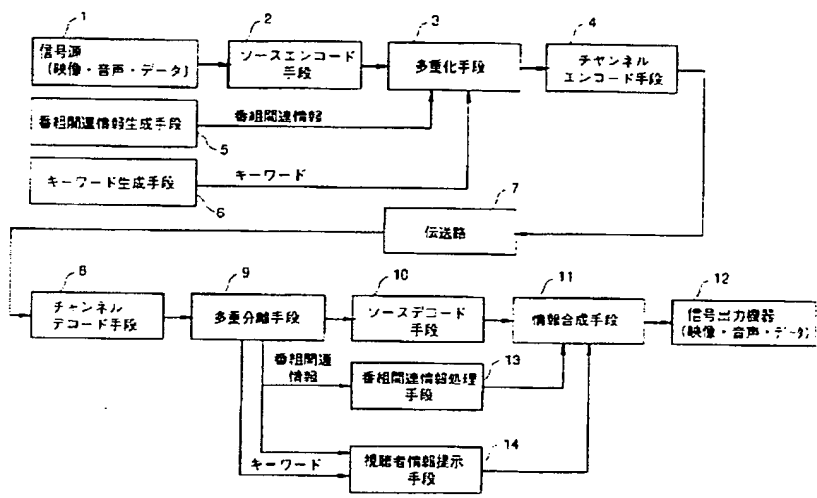 1
信号源
(映像・音声・データ)
2
ソースエンコード
手段
3
多重化手段
4
チャンネル
エンコード手段
番組関連情報生成手段
5
番組関連情報
キーワード生成手段
6
キーワード
7
伝送路
8
チャンネル
デコード手段
9
多重分離手段
10
ソースデコード
手段
11
情報合成手段
12
信号出力機器
(映像・音声・データ)
番組関連
情報
13
番組関連情報処理
手段
キーワード
14
視聴者情報提示
手段